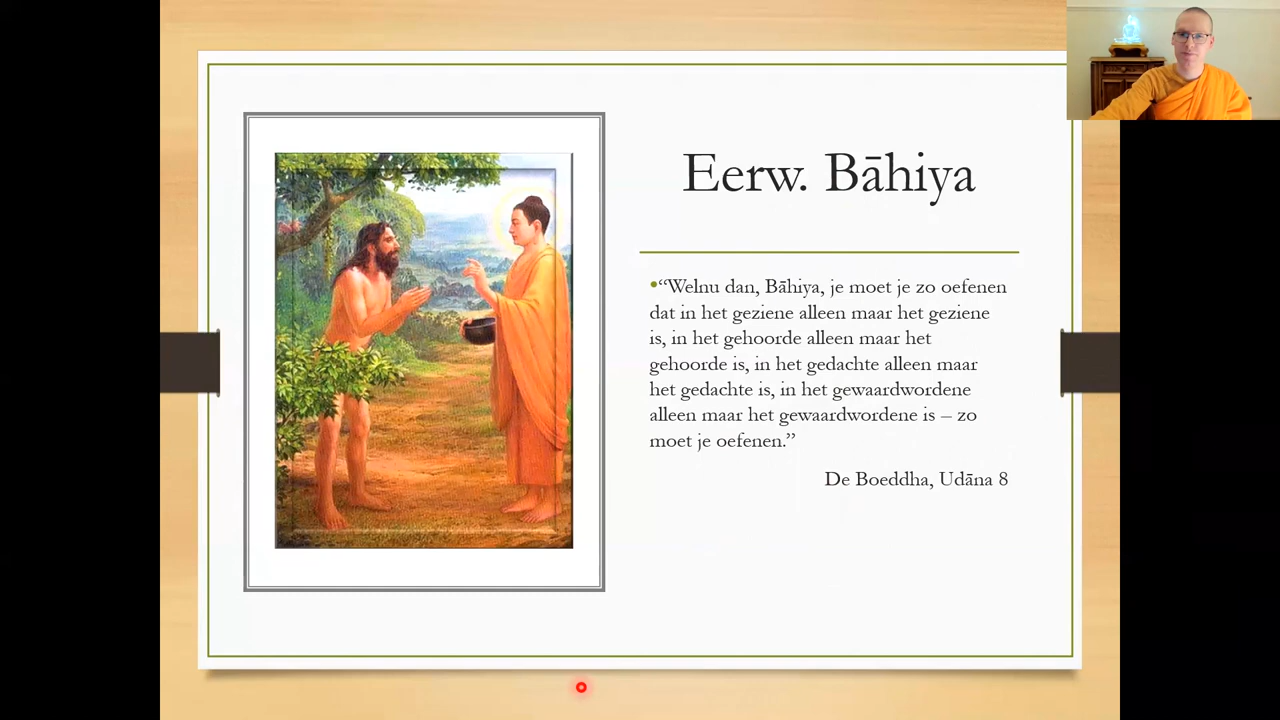 Eerw. Bāhiya
•“Welnu dan, Bāhiya, je moet je zo oefenen
dat in het geziene alleen maar het geziene
is, in het gehoorde alleen maar het
gehoorde is, in het gedachte alleen maar
het gedachte is, in het gewaardwordene
alleen maar het gewaardwordene is – zo
moet je oefenen.”
De Boeddha, Udāna 8